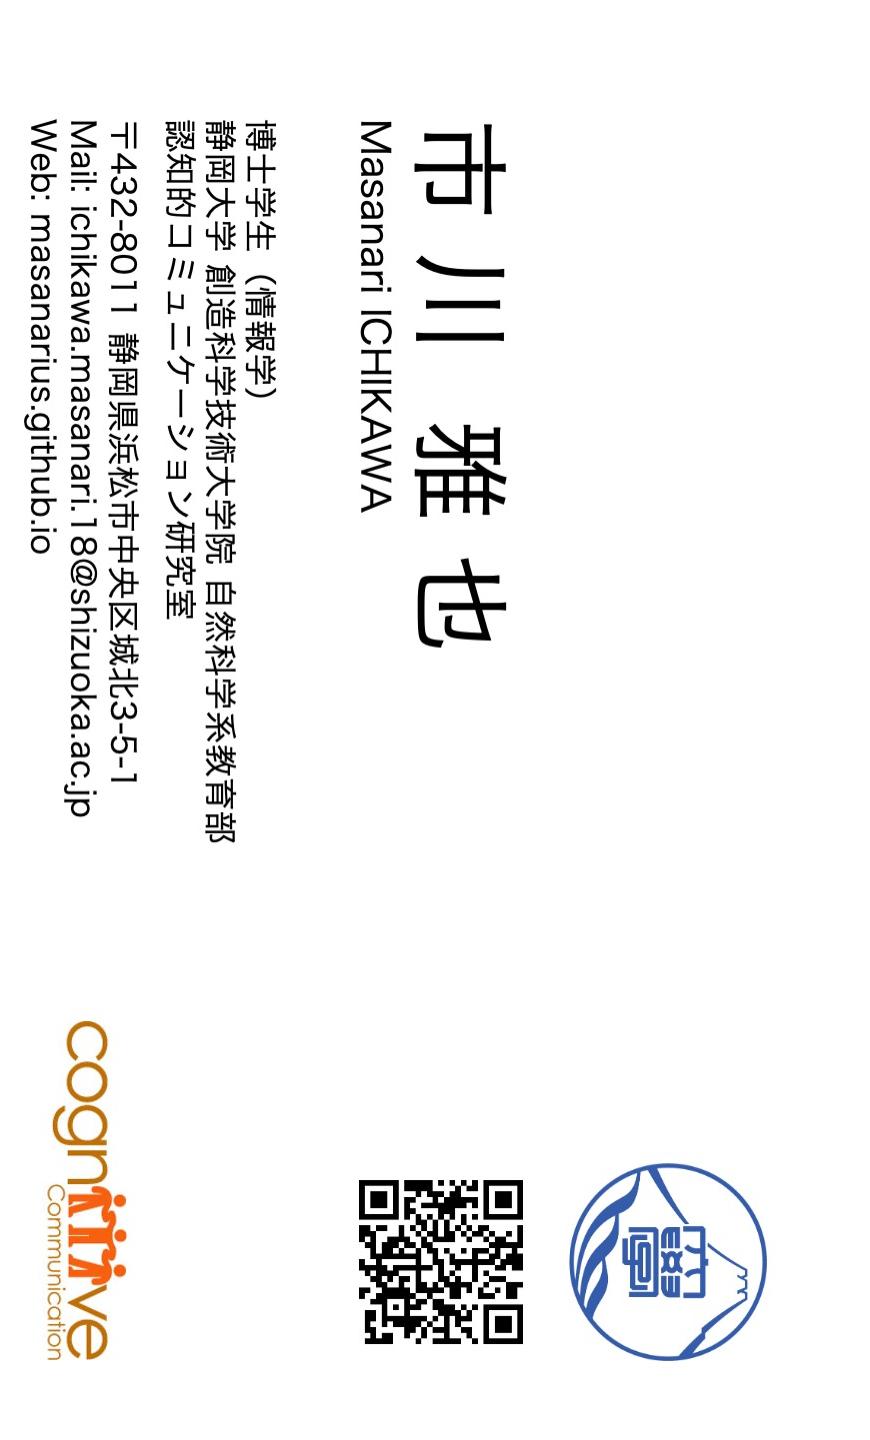 市川 雅也
Masanari ICHIKAWA
博士学生（情報学）
静岡大学 創造科学技術大学院 自然科学系教育部
認知的コミュニケーション研究室
〒432-8011 静岡県浜松市中央区城北3-5-1
Mail: ichikawa.masanari.18@shizuoka.ac.jp
Web: masanarius.github.io
cognitive
Communication
大學